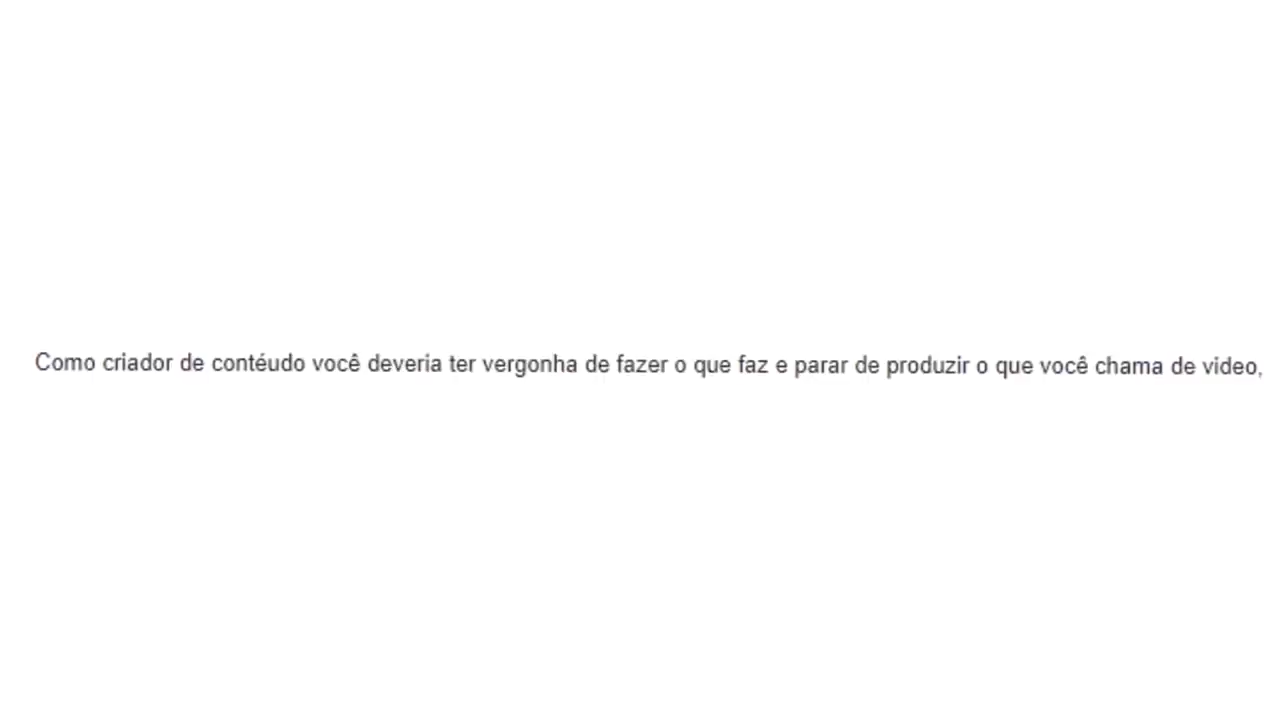 Como criador de contéudo você deveria ter vergonha de fazer o que faz e parar de produzir o que você chama de video,